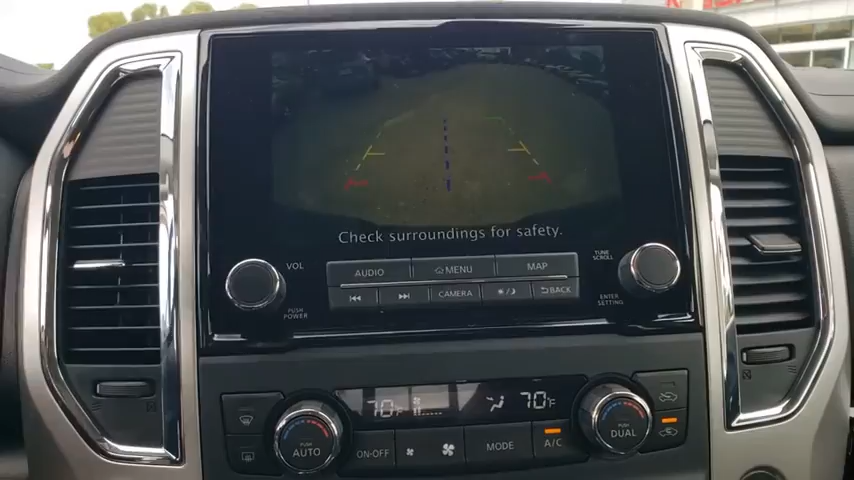 Check surroundings for safety.
VOL
TUNE
SCROLL
AUDIO
MENU
MAP
CAMERA
BACK
PUSH
POWER
ENTER
SETTING
70°F
70°F
PUSH
AUTO
ON·OFF
MODE
A/C
PUSH
DUAL